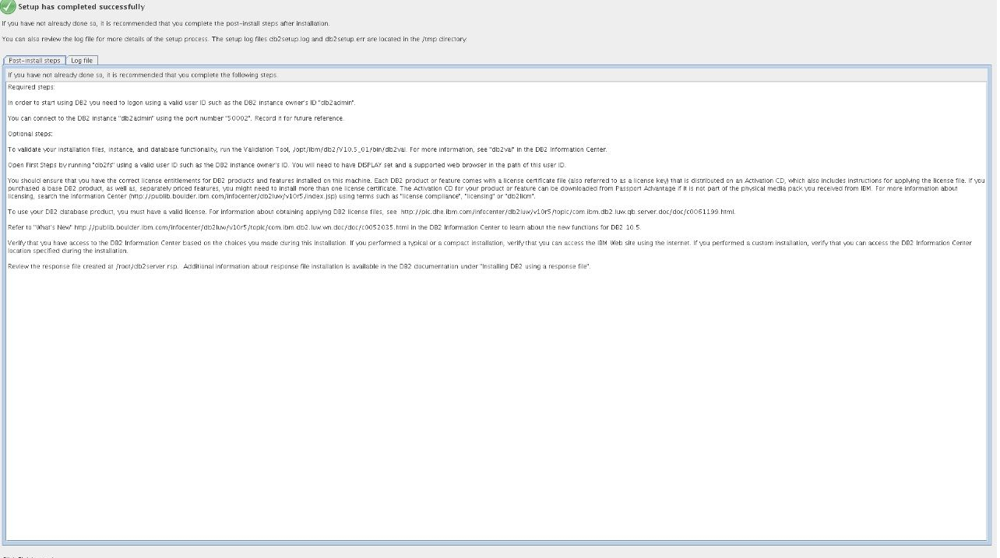 Setup has completed successfully
If you have not already done so, it is recommended that you complete the post-install steps after installation.
You can also review the log file for more details of the setup process. The setup log files db2setup.log and db2setup.err are located in the /tmp directory.
Post-install steps
Log file
If you have not already done so, it is recommended that you complete the following steps.
Required steps:
In order to start using DB2 you need to logon using a valid user ID such as the DB2 instance owner's ID "db2admin".
You can connect to the DB2 instance "db2admin" using the port number "50002". Record it for future reference.
Optional steps:
To validate your installation files, instance, and database functionality, run the Validation Tool, /opt/ibm/db2/V10.5_01/bin/db2val. For more information, see "db2val" in the DB2 Information Center.
Open First Steps by running "db2fs" using a valid user ID such as the DB2 instance owner's ID. You will need to have DISPLAY set and a supported web browser in the path of this user ID.
You should ensure that you have the correct license entitlements for DB2 products and features installed on this machine. Each DB2 product or feature comes with a license certificate file (also referred to as a license key) that is distributed on an Activation CD, which also includes instructions for applying the license file. If you
purchased a base DB2 product, as well as, separately priced features, you might need to install more than one license certificate. The Activation CD for your product or feature can be downloaded from Passport Advantage if it is not part of the physical media pack you received from IBM. For more information about
licensing, search the Information Center (http://publib.boulder.ibm.com/infocenter/db2luw/v10r5/index.jsp) using terms such as "license compliance", "licensing" or "db2licm".
To use your DB2 database product, you must have a valid license. For information about obtaining applying DB2 license files, see  http://pic.dhe.ibm.com/infocenter/db2luw/v10r5/topic/com.ibm.db2.luw.qb.server.doc/doc/c0061199.html.
Refer to "What's New" http://publib.boulder.ibm.com/infocenter/db2luw/v10r5/topic/com.ibm.db2.luw.wn.doc/doc/c0052035.html in the DB2 Information Center to learn about the new functions for DB2 10.5.
Verify that you have access to the DB2 Information Center based on the choices you made during this installation. If you performed a typical or a compact installation, verify that you can access the IBM Web site using the internet. If you performed a custom installation, verify that you can access the DB2 Information Center
location specified during the installation.
Review the response file created at /root/db2server.rsp.  Additional information about response file installation is available in the DB2 documentation under "Installing DB2 using a response file".